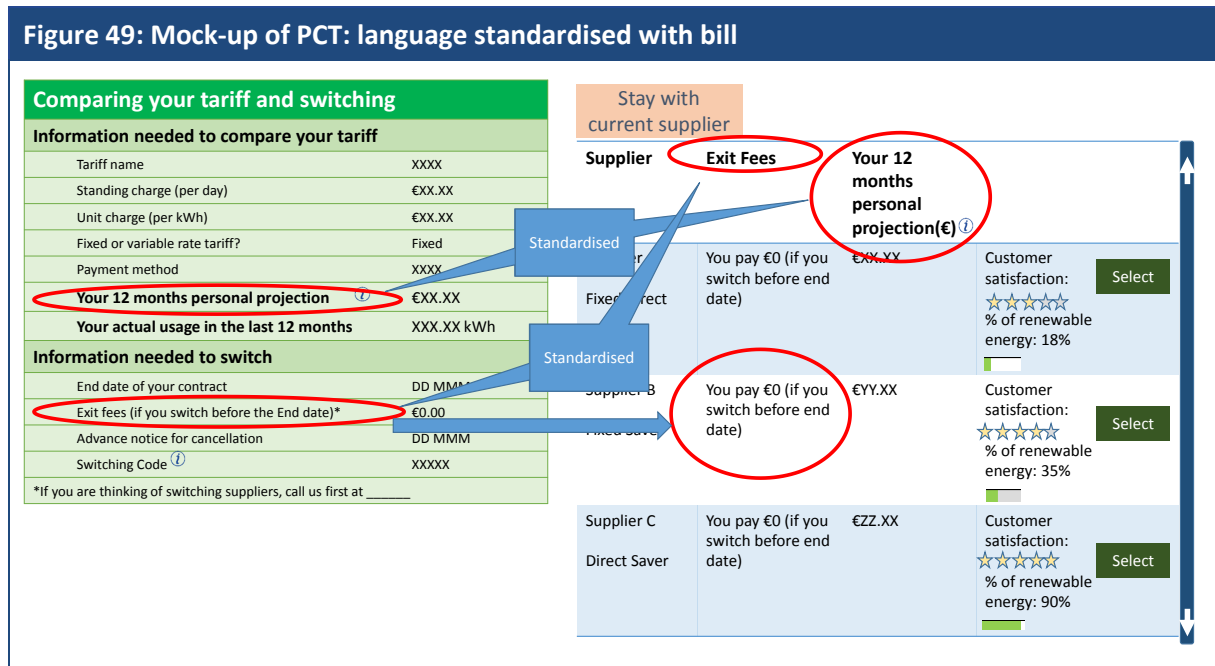 Figure 49: Mock-up of PCT: language standardised with bill
Comparing your tariff and switching
Information needed to compare your tariff
Tariff name XXXX
Standing charge (per day) €XX.XX
Unit charge (per kWh) €XX.XX
Fixed or variable rate tariff? Fixed
Payment method XXXX
Your 12 months personal projection i €XX.XX
Your actual usage in the last 12 months XXX.XX kWh
Information needed to switch
End date of your contract DD MMM
Exit fees (if you switch before the End date)* €0.00
Advance notice for cancellation DD MMM
Switching Code i XXXXX
*If you are thinking of switching suppliers, call us first at ______
Standardised
Standardised
Stay with
current supplier
Supplier
Exit Fees
Your 12
months
personal
projection(€) i
You pay €0 (if you
switch before end
date)
€XX.XX
Customer
satisfaction:
% of renewable
energy: 18%
Select
You pay €0 (if you
switch before end
date)
€YY.XX
Customer
satisfaction:
% of renewable
energy: 35%
Select
Supplier C
Direct Saver
You pay €0 (if you
switch before end
date)
€ZZ.XX
Customer
satisfaction:
% of renewable
energy: 90%
Select